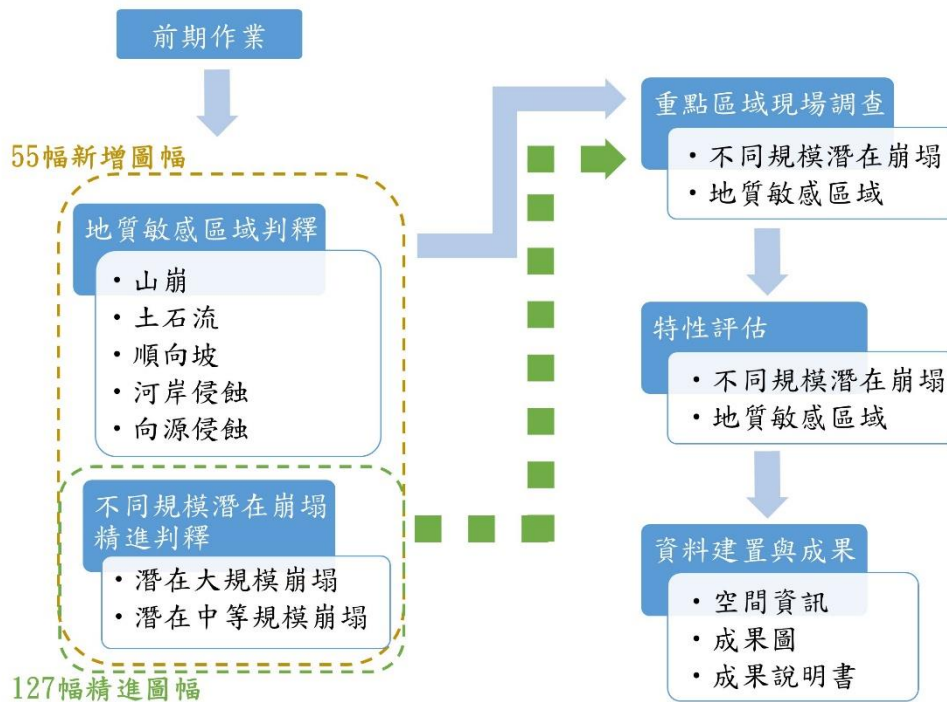 前期作業
55幅新增圖幅
地質敏感區域判釋
・山崩
・土石流
・順向坡
・河岸侵蝕
・向源侵蝕
不同規模潛在崩塌
精進判釋
・潛在大規模崩塌
・潛在中等規模崩塌
127幅精進圖幅
重點區域現場調查
・不同規模潛在崩塌
・地質敏感區域
特性評估
・不同規模潛在崩塌
・地質敏感區域
資料建置與成果
・空間資訊
・成果圖
・成果說明書